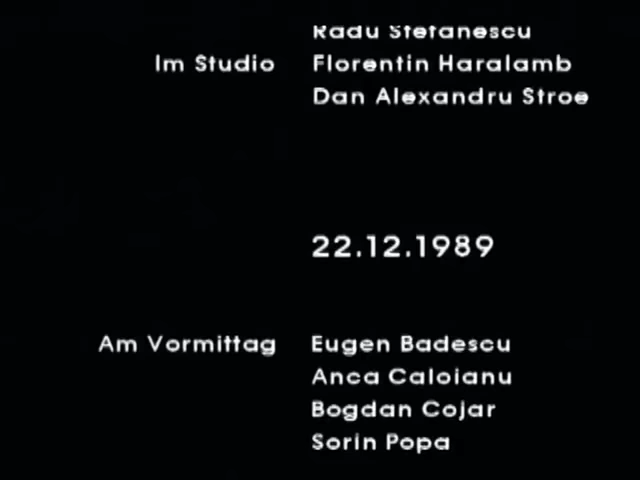 Radu Stefanescu
Im Studio Florentin Haralamb
Dan Alexandru Stroe
22.12.1989
Am Vormittag Eugen Badescu
Anca Caloianu
Bogdan Cojar
Sorin Popa